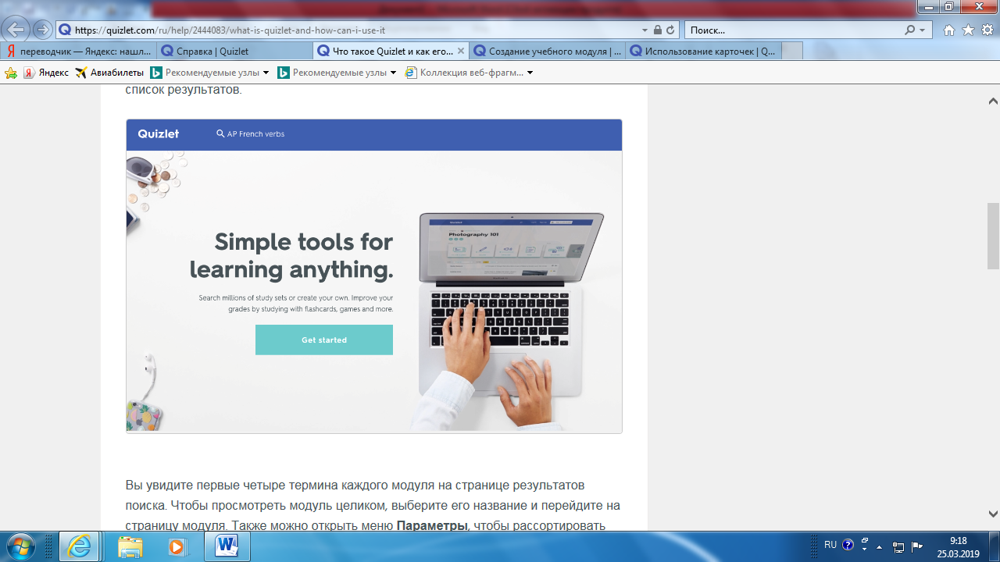 https://quizlet.com/ru/help/2444083/what-is-quizlet-and-how-can-i-use-it
Поиск...
переводчик — Яндекс: нашл...
Справка | Quizlet
Что такое Quizlet и как его...
Создание учебного модуля | ...
Использование карточек | Q...
Яндекс
Авиабилеты
Рекомендуемые узлы
Рекомендуемые узлы
Коллекция веб-фрагм...
список результатов.
Quizlet
AP French verbs
Photography 101
Simple tools for
learning anything.
Search millions of study sets or create your own. Improve your
grades by studying with flashcards, games and more.
Get started
Вы увидите первые четыре термина каждого модуля на странице результатов
поиска. Чтобы просмотреть модуль целиком, выберите его название и перейдите на
страницу модуля. Также можно открыть меню Параметры, чтобы рассортировать
RU
9:18
25.03.2019